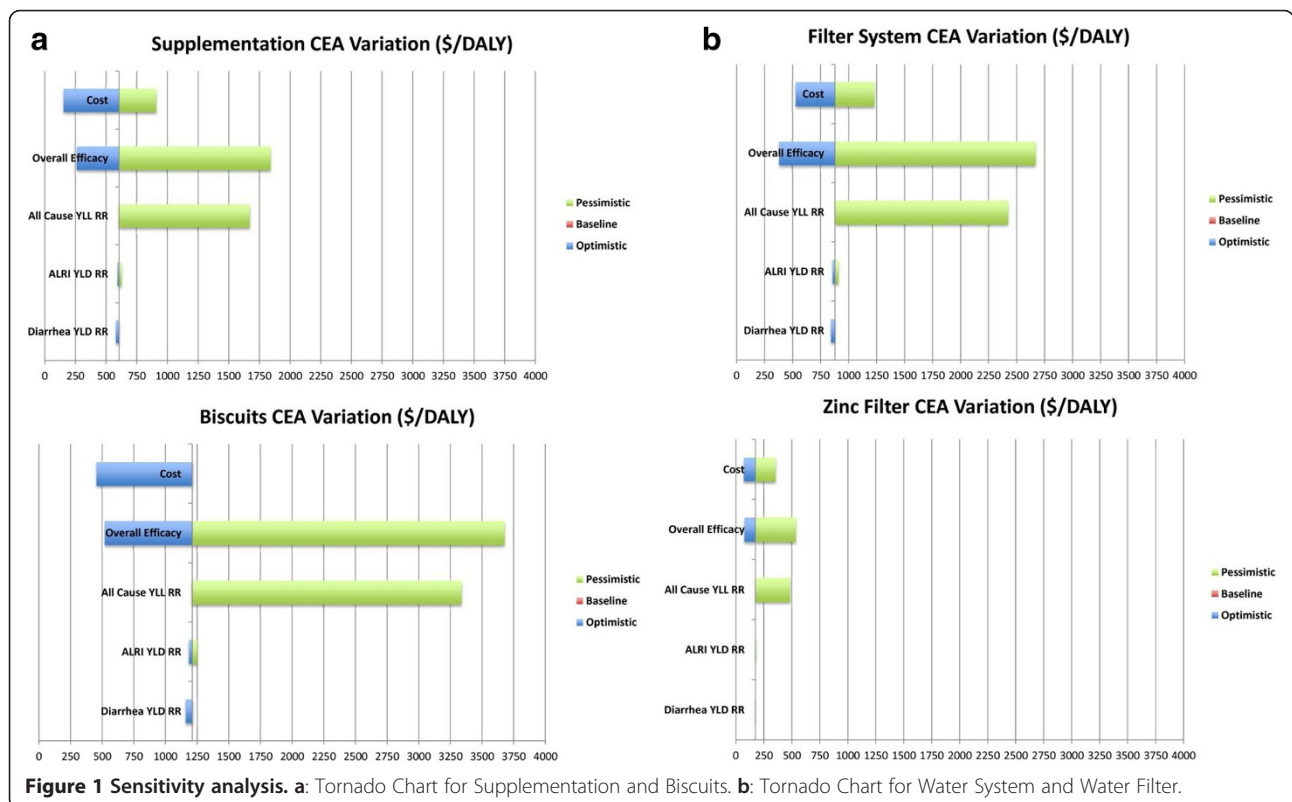 a
Supplementation CEA Variation ($/DALY)
Cost
Overall Efficacy
All Cause YLL RR
ALRI YLD RR
Diarrhea YLD RR
Pessimistic
Baseline
Optimistic
0 250 500 750 1000 1250 1500 1750 2000 2250 2500 2750 3000 3250 3500 3750 4000
Biscuits CEA Variation ($/DALY)
Cost
Overall Efficacy
All Cause YLL RR
ALRI YLD RR
Diarrhea YLD RR
Pessimistic
Baseline
Optimistic
0 250 500 750 1000 1250 1500 1750 2000 2250 2500 2750 3000 3250 3500 3750 4000
b
Filter System CEA Variation ($/DALY)
Cost
Overall Efficacy
All Cause YLL RR
ALRI YLD RR
Diarrhea YLD RR
Pessimistic
Baseline
Optimistic
0 250 500 750 1000 1250 1500 1750 2000 2250 2500 2750 3000 3250 3500 3750 4000
Zinc Filter CEA Variation ($/DALY)
Cost
Overall Efficacy
All Cause YLL RR
ALRI YLD RR
Diarrhea YLD RR
Pessimistic
Baseline
Optimistic
0 250 500 750 1000 1250 1500 1750 2000 2250 2500 2750 3000 3250 3500 3750 4000
Figure 1 Sensitivity analysis. a: Tornado Chart for Supplementation and Biscuits. b: Tornado Chart for Water System and Water Filter.